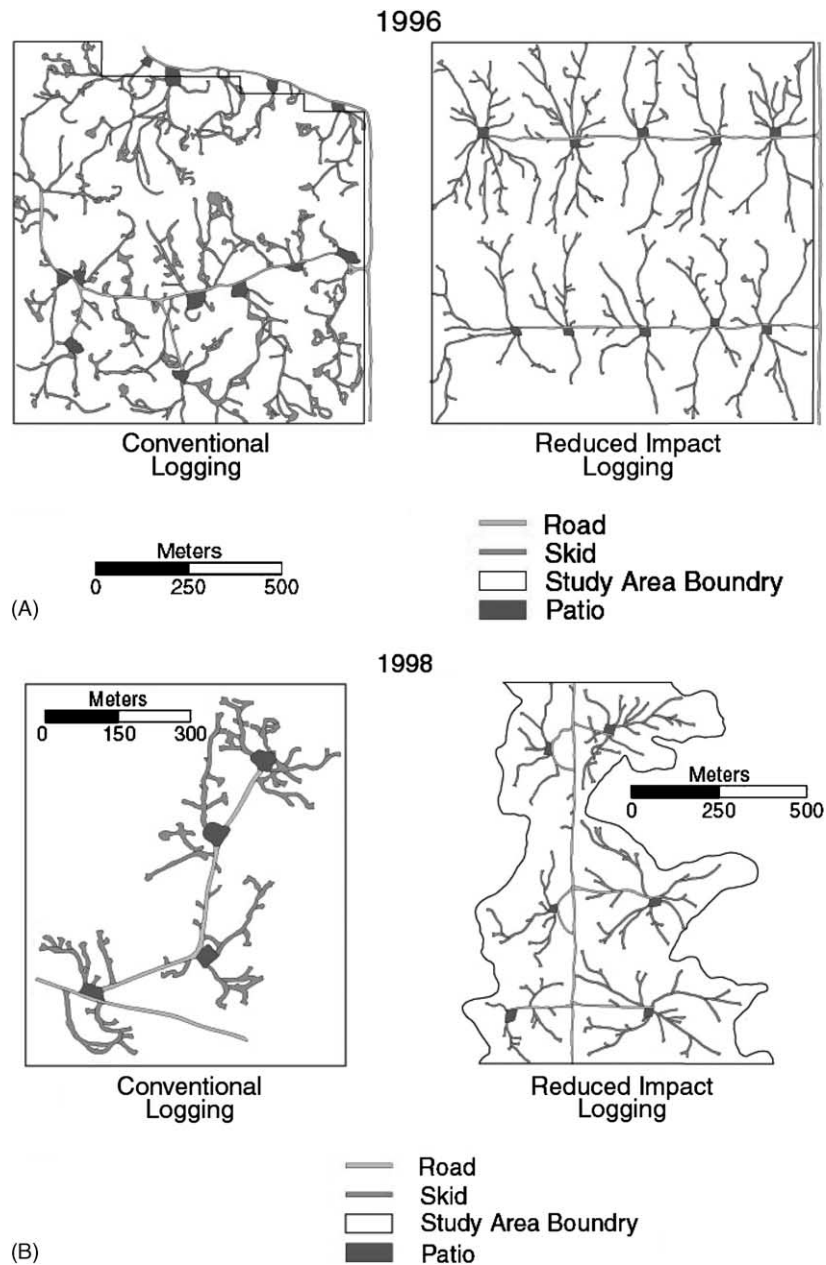 1996
Conventional
Logging
Reduced Impact
Logging
Meters
0 250 500
Road
Skid
Study Area Boundry
Patio
(A)
1998
Meters
0 150 300
Meters
0 250 500
Conventional
Logging
Reduced Impact
Logging
Road
Skid
Study Area Boundry
Patio
(B)